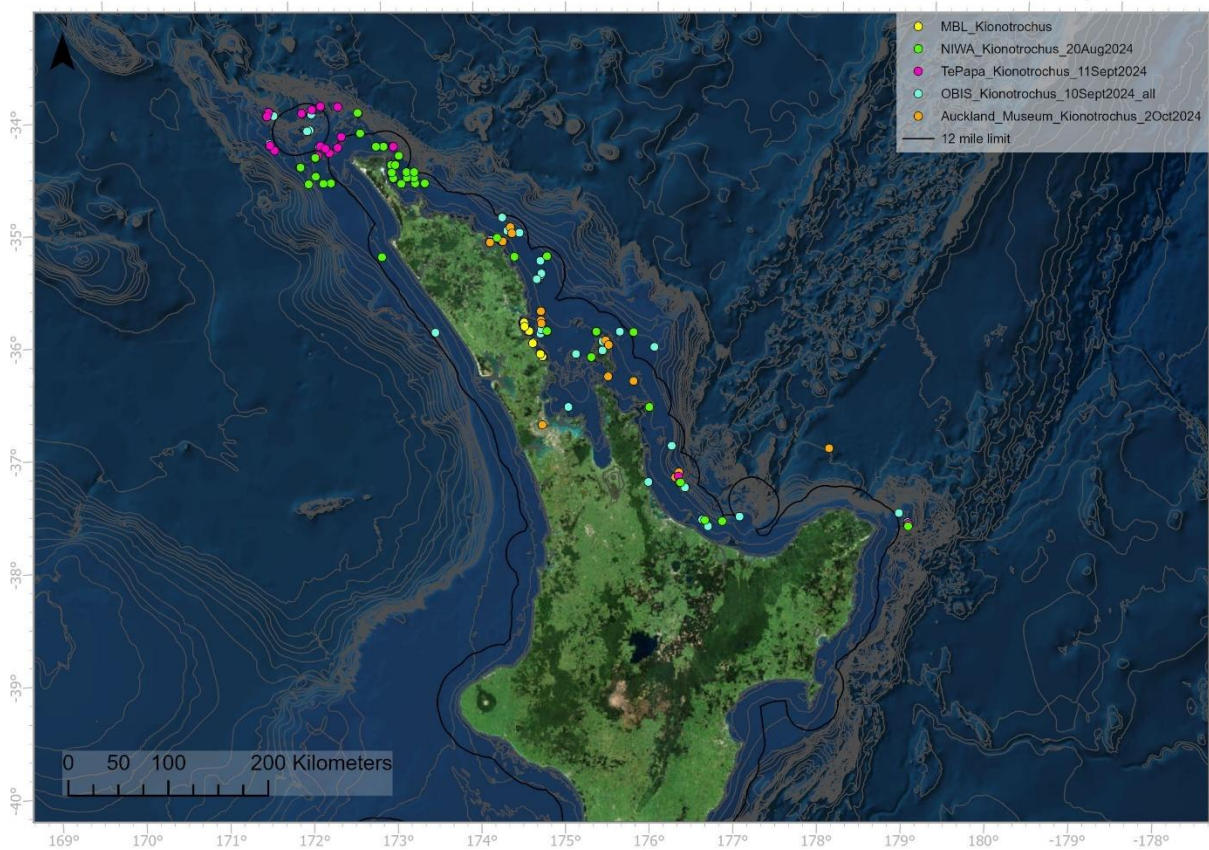 MBL_Kionotrochus
NIWA_Kionotrochus_20Aug2024
TePapa_Kionotrochus_11Sept2024
OBIS_Kionotrochus_10Sept2024_all
Auckland_Museum_Kionotrochus_2Oct2024
12 mile limit
-34°
-35°
-36°
-37°
-38°
-39°
-40°
0 50 100 200 Kilometers
169° 170° 171° 172° 173° 174° 175° 176° 177° 178° 179° 180° -179° -178°